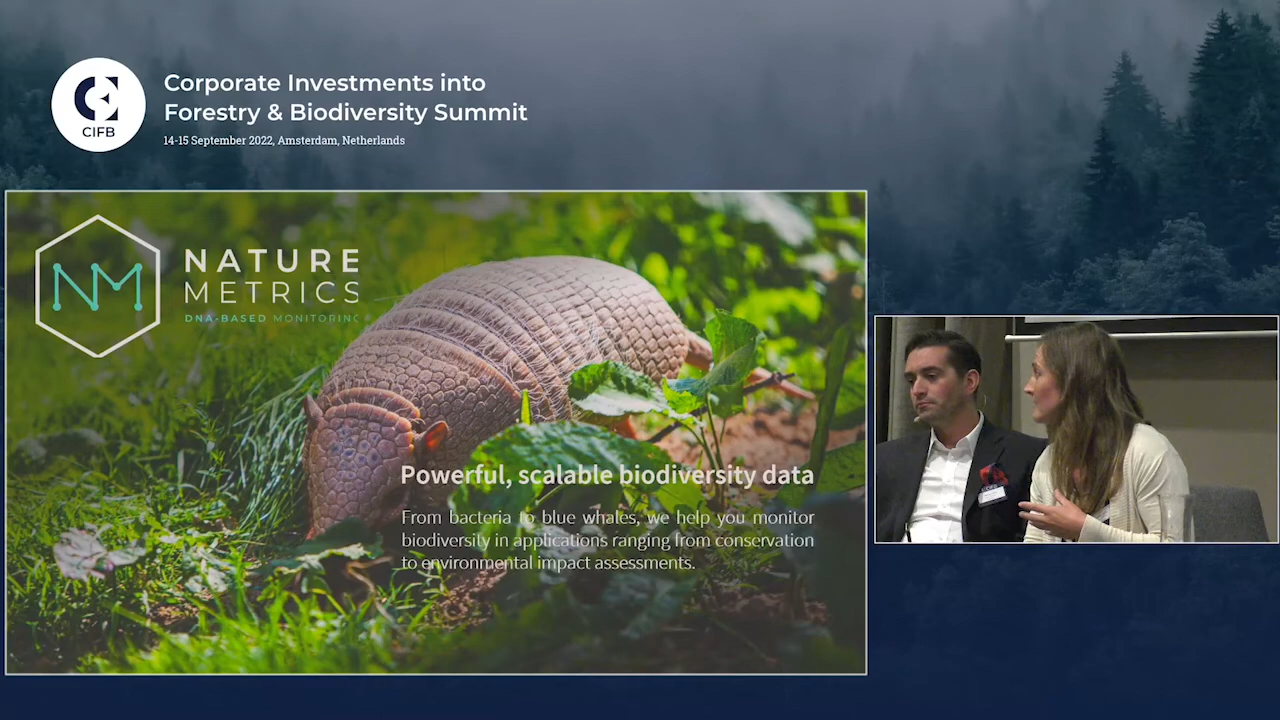 CIFB
Corporate Investments into
Forestry & Biodiversity Summit
14-15 September 2022, Amsterdam, Netherlands
NM
NATURE
METRICS
DNA-BASED MONITORING
Powerful, scalable biodiversity data
From bacteria to blue whales, we help you monitor
biodiversity in applications ranging from conservation
to environmental impact assessments.